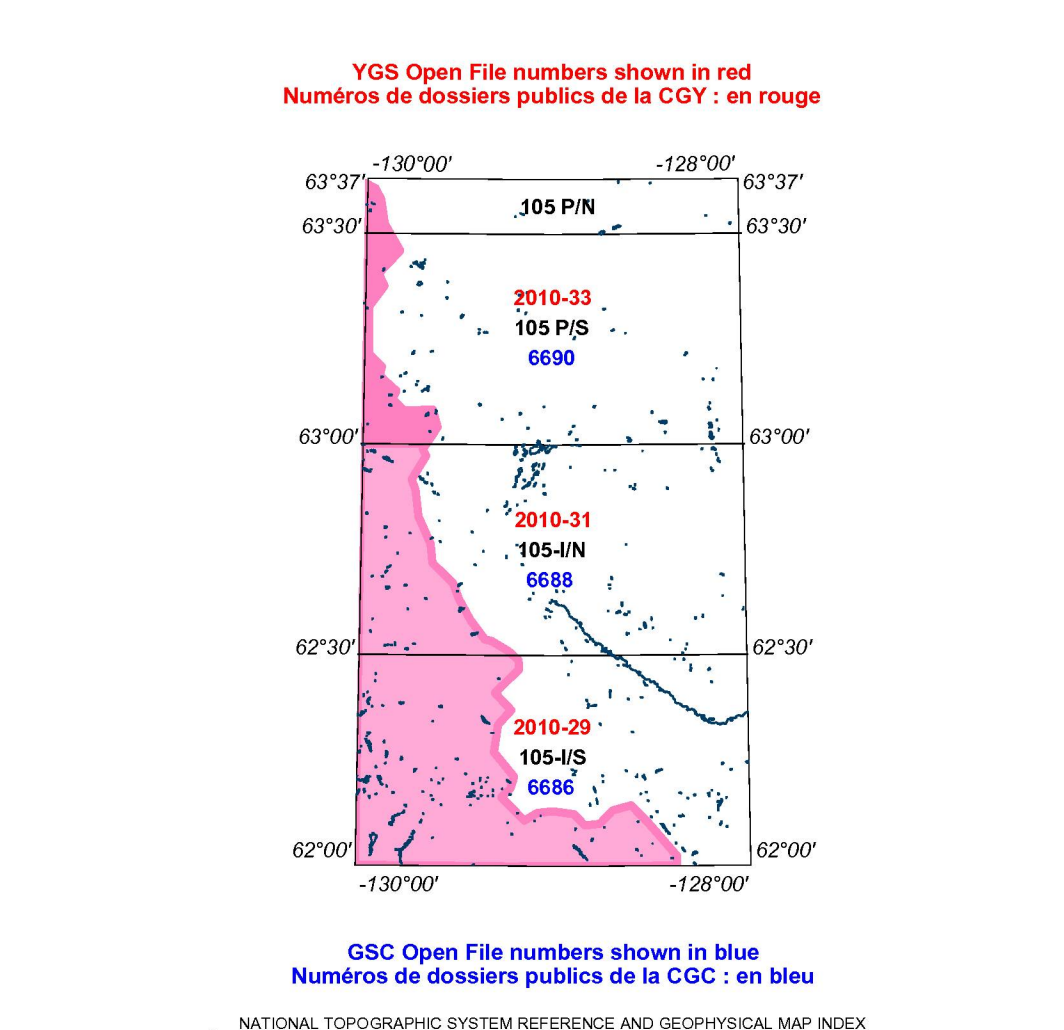 YGS Open File numbers shown in red
Numéros de dossiers publics de la CGY : en rouge
-130°00' -128°00'
63°37' 63°37'
105 P/N
63°30' 63°30'
2010-33
105 P/S
6690
63°00' 63°00'
2010-31
105-I/N
6688
62°30' 62°30'
2010-29
105-I/S
6686
62°00' 62°00'
-130°00' -128°00'
GSC Open File numbers shown in blue
Numéros de dossiers publics de la CGC : en bleu
NATIONAL TOPOGRAPHIC SYSTEM REFERENCE AND GEOPHYSICAL MAP INDEX